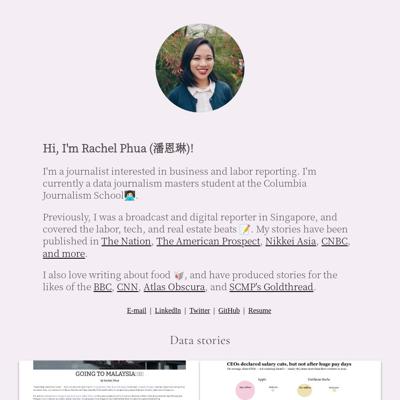 Hi, I'm Rachel Phua (潘恩琳)!
I'm a journalist interested in business and labor reporting. I'm
currently a data journalism masters student at the Columbia
Journalism School👩🏻‍💻.
Previously, I was a broadcast and digital reporter in Singapore, and
covered the labor, tech, and real estate beats 📝. My stories have been
published in The Nation, The American Prospect, Nikkei Asia, CNBC,
and more.
I also love writing about food 🥡, and have produced stories for the
likes of the BBC, CNN, Atlas Obscura, and SCMP's Goldthread.
E-mail | LinkedIn | Twitter | GitHub | Resume
Data stories
GOING TO MALAYSIA
CEOs declared salary cuts, but not after huge pay days